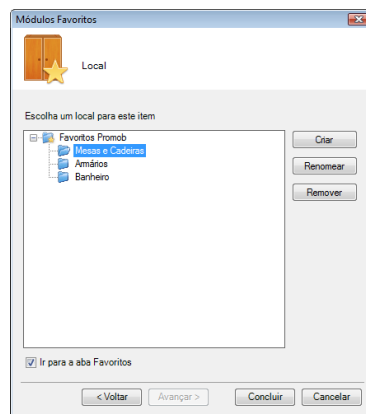 Módulos Favoritos
Local
Escolha um local para este item
Favoritos Promob
Mesas e Cadeiras
Armários
Banheiro
Criar
Renomear
Remover
Ir para a aba Favoritos
< Voltar
Avançar >
Concluir
Cancelar